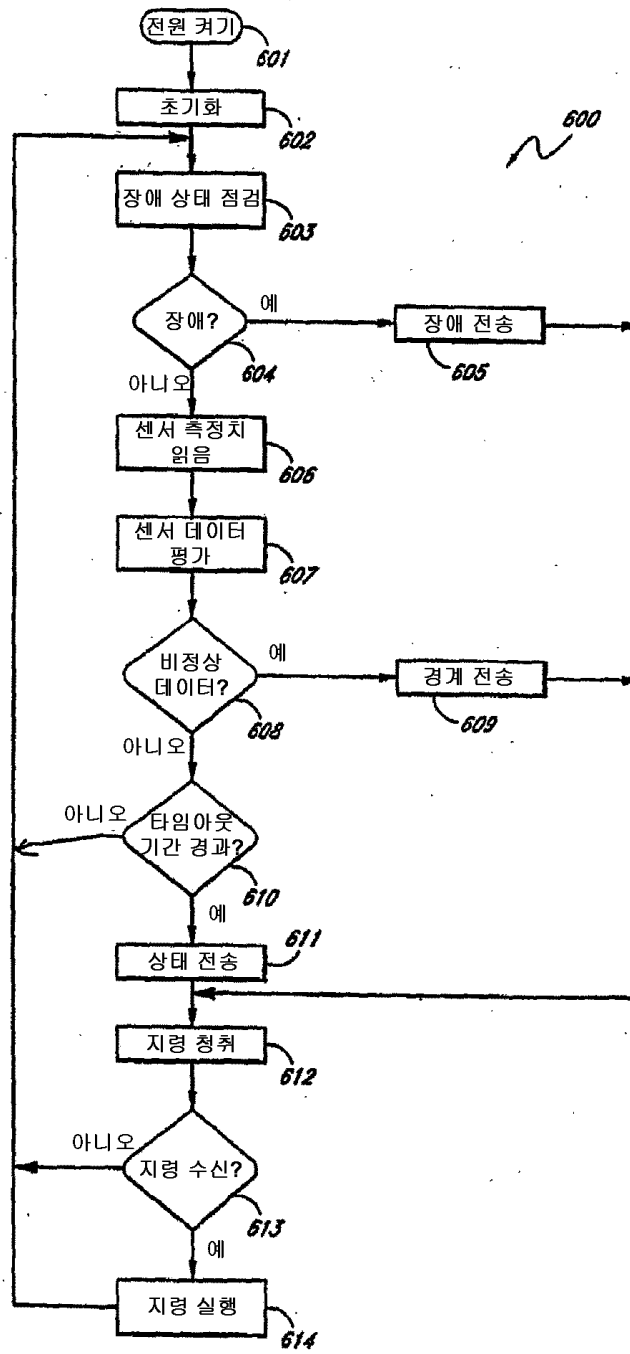 전원 켜기
601
초기화
602
600
장애 상태 점검
603
장애?
예
604
장애 전송
605
아니오
센서 측정치
읽음
606
센서 데이터
평가
607
비정상
데이터?
예
608
경계 전송
609
아니오
아니오
타임아웃
기간 경과?
610
예
611
상태 전송
지령 청취
612
아니오
지령 수신?
613
예
지령 실행
614